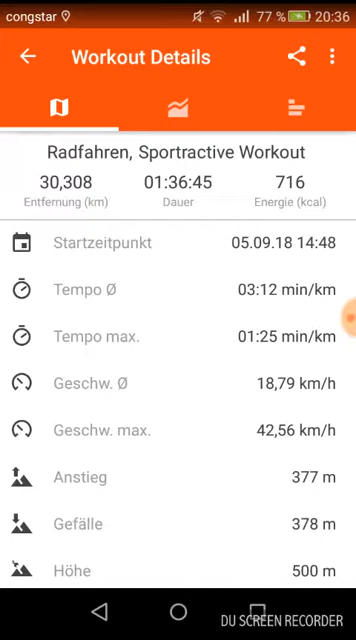 congstar 77 % 20:36
Workout Details
Radfahren, Sportractive Workout
30,308 01:36:45 716
Entfernung (km) Dauer Energie (kcal)
Startzeitpunkt 05.09.18 14:48
Tempo Ø 03:12 min/km
Tempo max. 01:25 min/km
Geschw. Ø 18,79 km/h
Geschw. max. 42,56 km/h
Anstieg 377 m
Gefälle 378 m
Höhe 500 m
DU SCREEN RECORDER